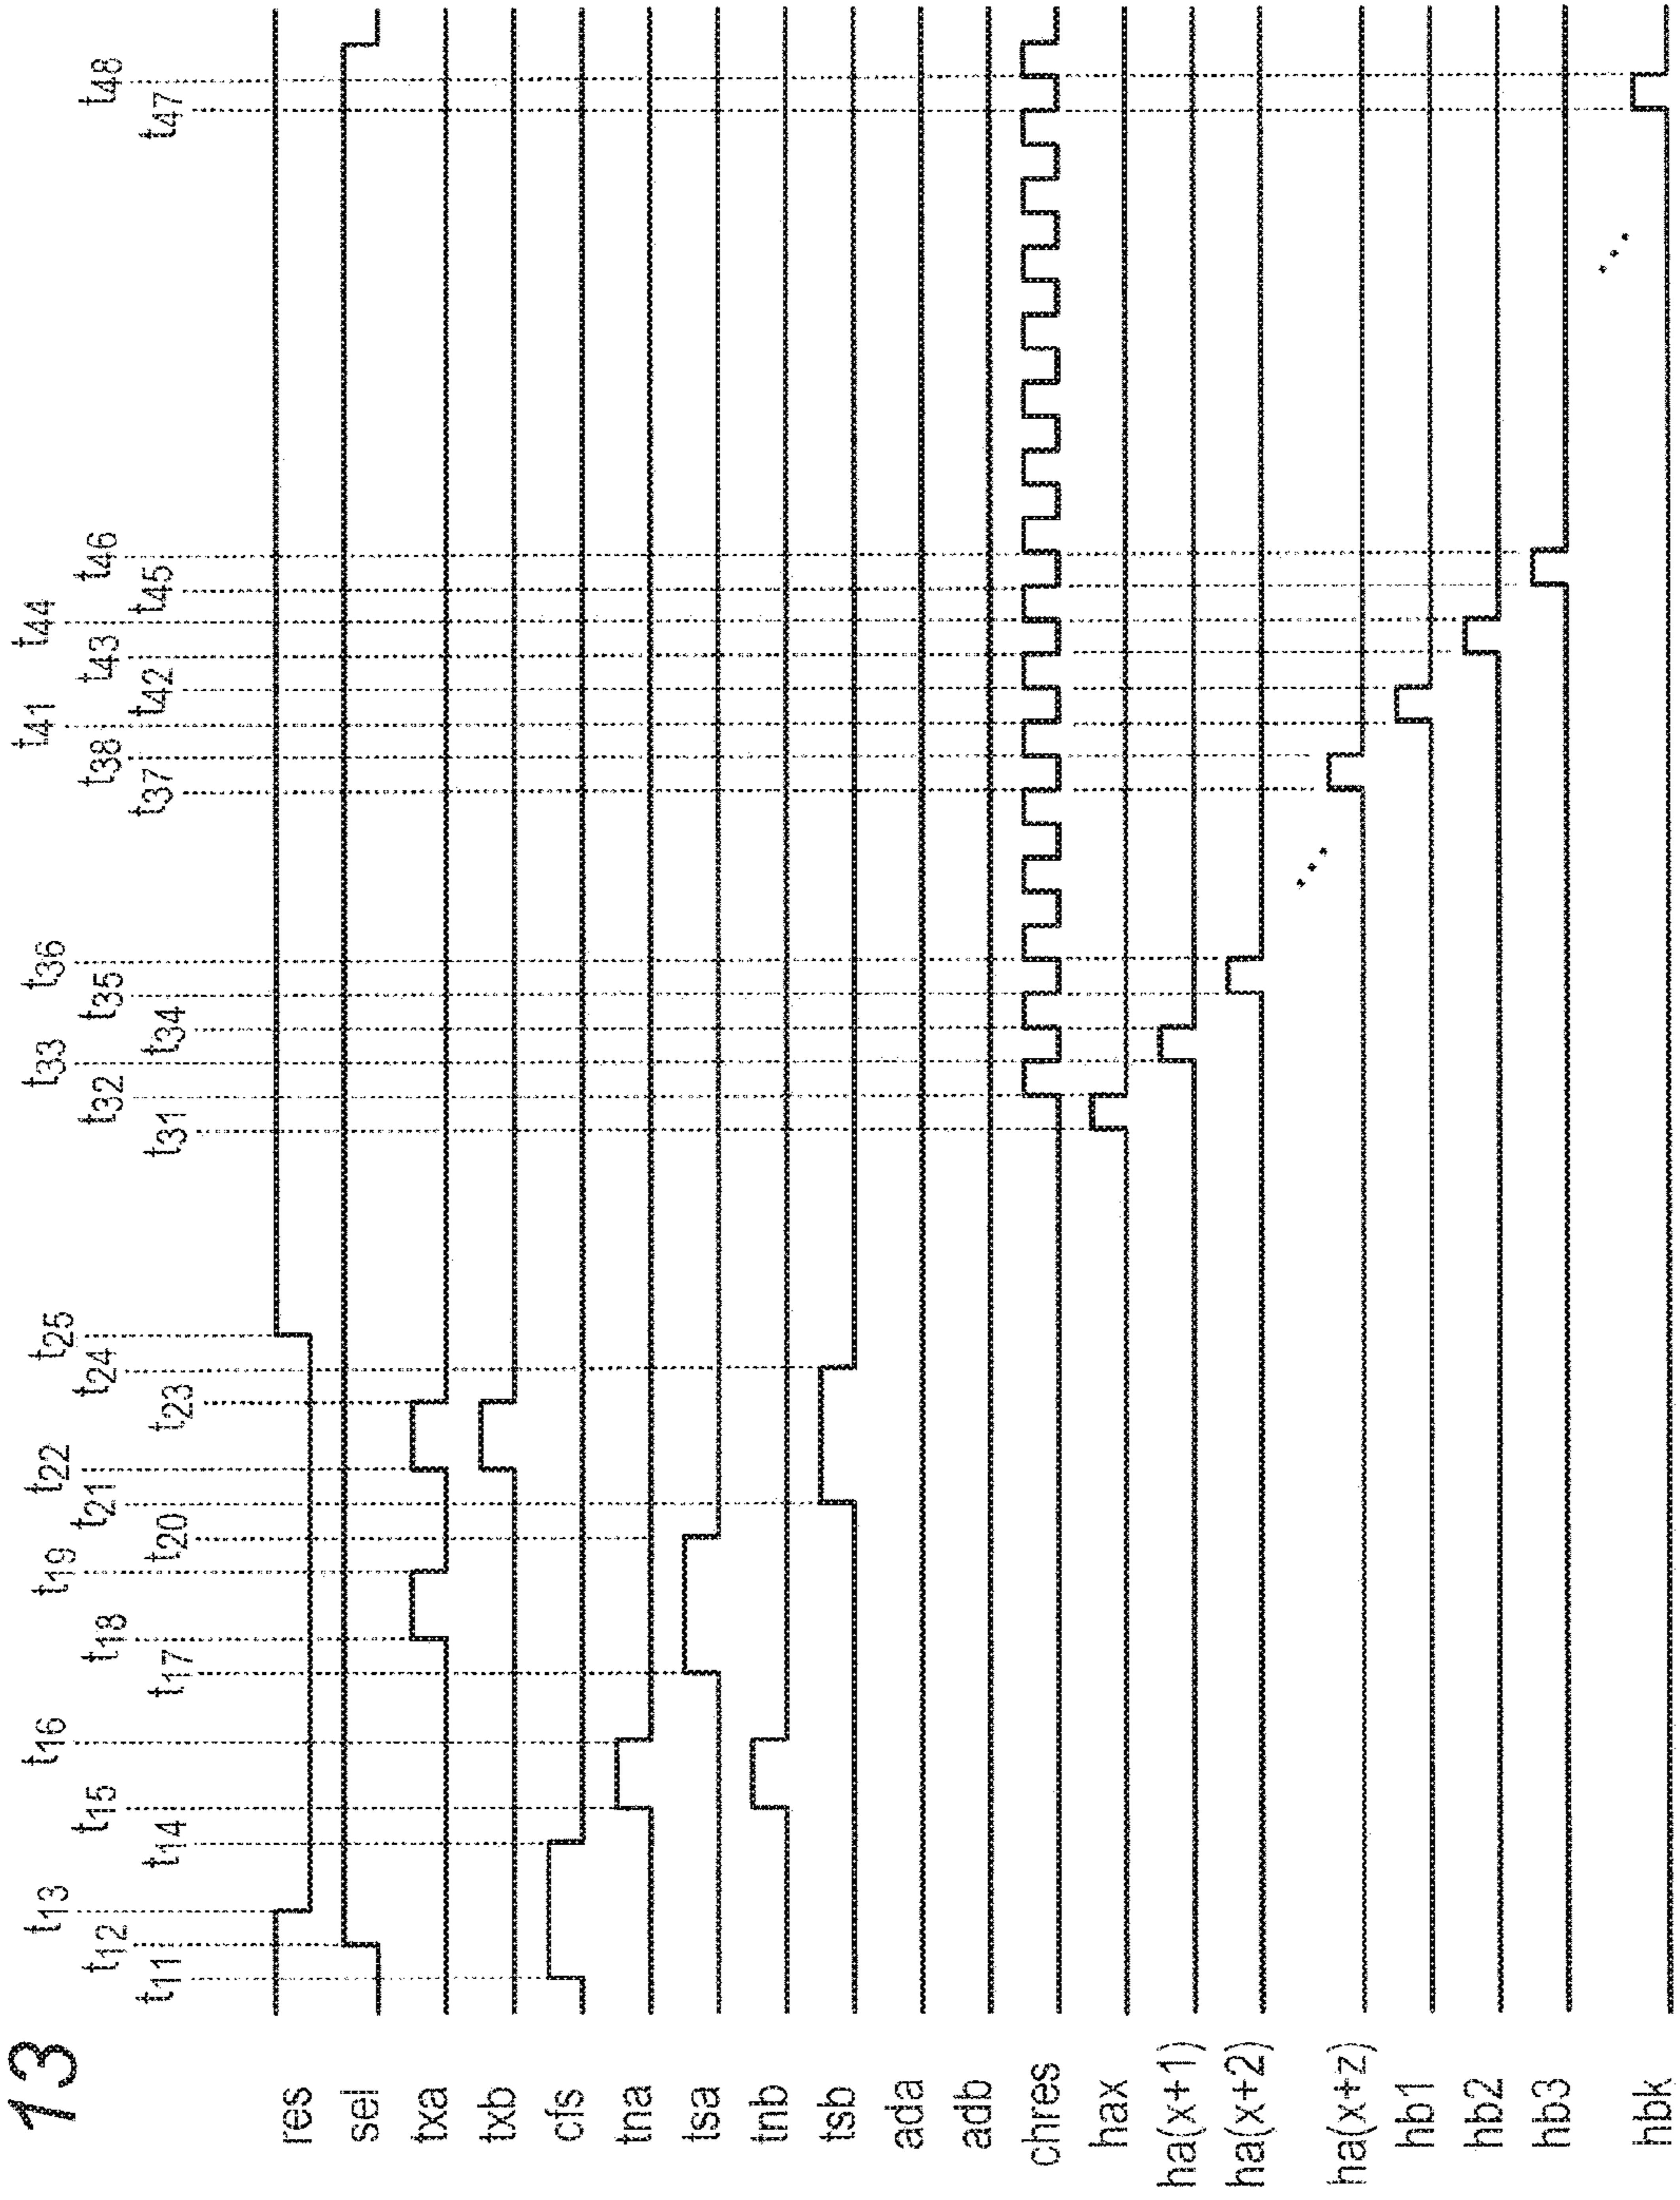 13
t11
t12
t13
t14
t15
t16
t17
t18
t19
t20
t21
t22
t23
t24
t25
t31
t32
t33
t34
t35
t36
t37
t38
t41
t42
t43
t44
t45
t46
t47
t48
res
sel
txa
txb
cfs
tna
tsa
tnb
tsb
ada
adb
chres
hax
ha(x+1)
ha(x+2)
ha(x+z)
hb1
hb2
hb3
hbk